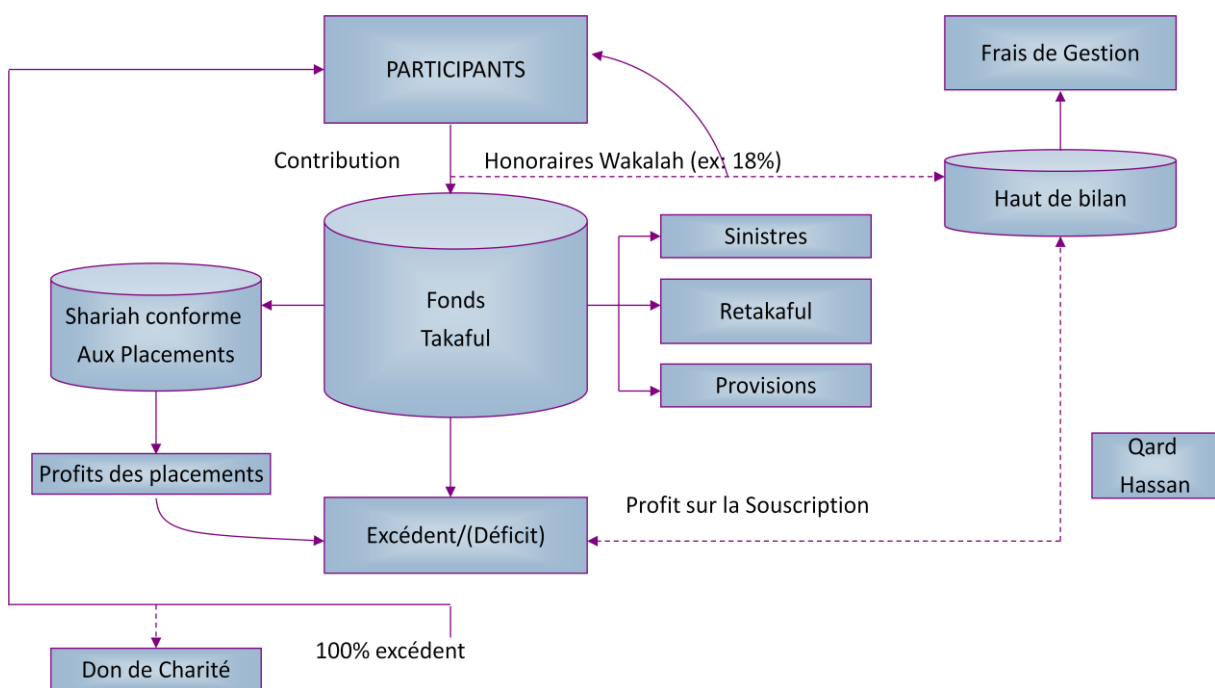 PARTICIPANTS
Frais de Gestion
Contribution
Honoraires Wakalah (ex: 18%)
Haut de bilan
Sinistres
Fonds
Takaful
Retakaful
Shariah conforme
Aux Placements
Provisions
Profits des placements
Qard
Hassan
Profit sur la Souscription
Excédent/(Déficit)
100% excédent
Don de Charité